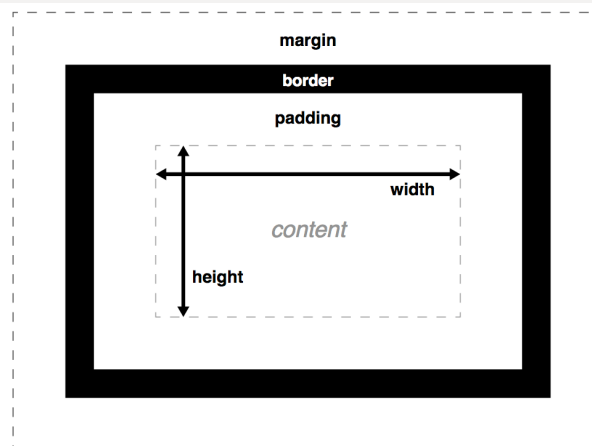 margin
border
padding
width
content
height